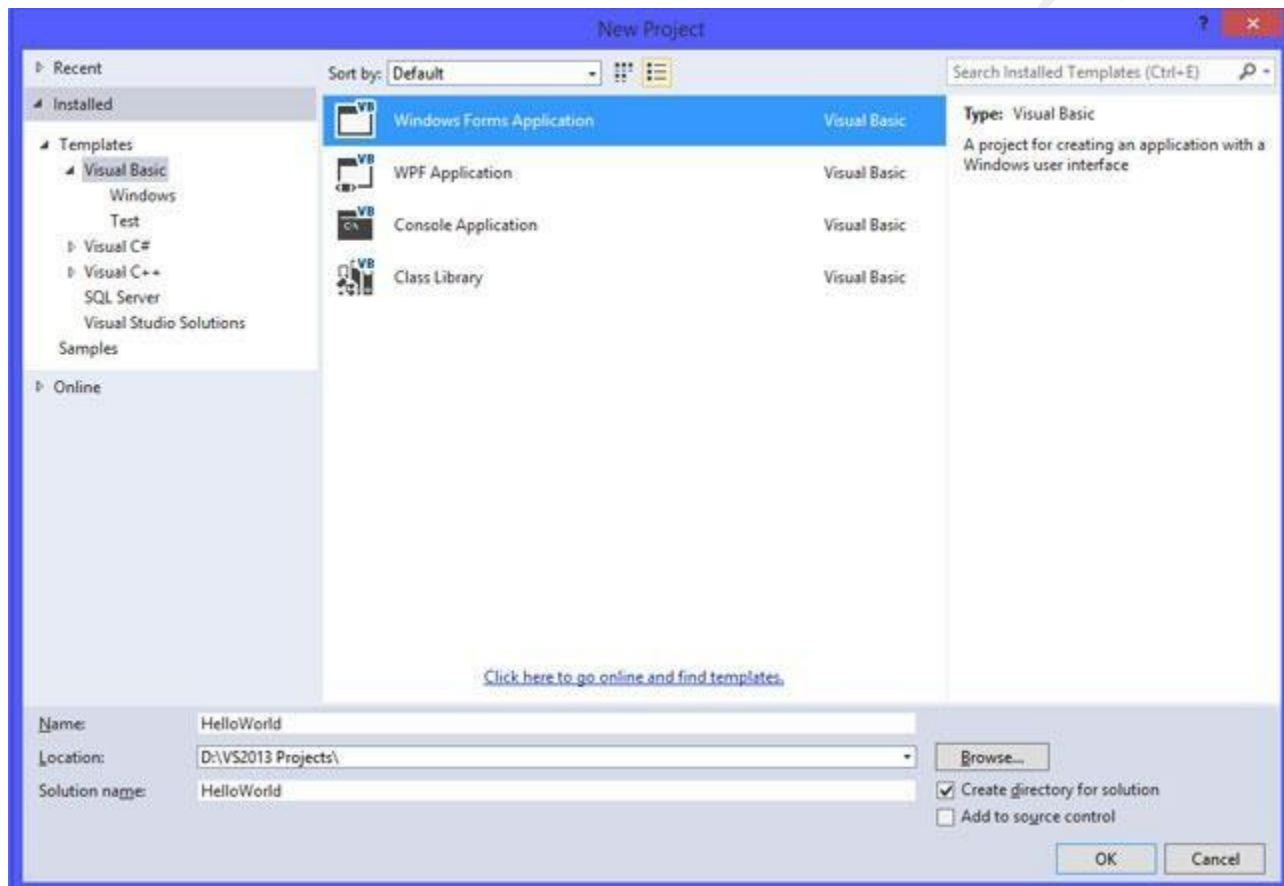 New Project
?
Recent
Installed
Templates
Visual Basic
Windows
Test
Visual C#
Visual C++
SQL Server
Visual Studio Solutions
Samples
Online
Sort by: Default
VB Windows Forms Application Visual Basic
VB WPF Application Visual Basic
VB Console Application Visual Basic
VB Class Library Visual Basic
Click here to go online and find templates.
Search Installed Templates (Ctrl+E)
Type: Visual Basic
A project for creating an application with a
Windows user interface
Name: HelloWorld
Location: D:\VS2013 Projects\
Browse...
Solution name: HelloWorld
Create directory for solution
Add to source control
OK Cancel